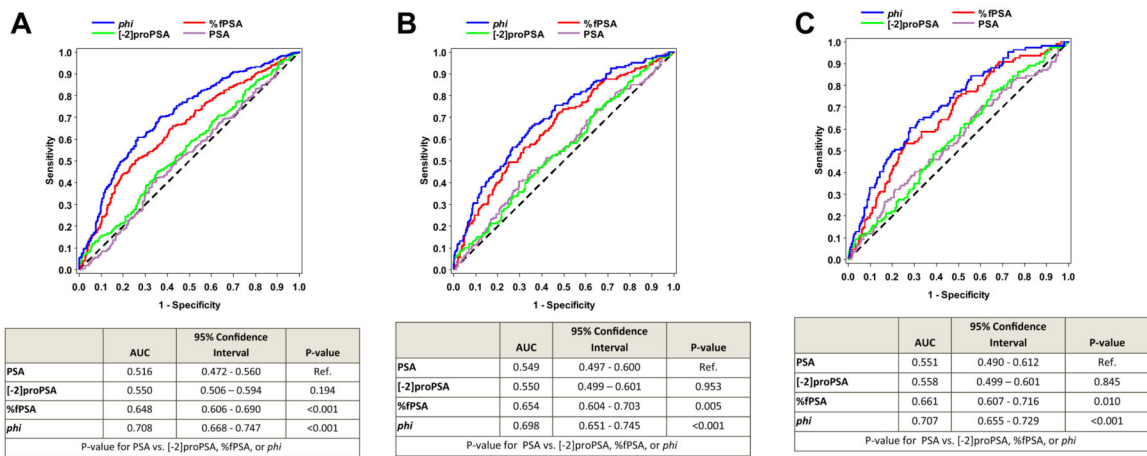 A
phi %fPSA
[-2]proPSA PSA
Sensitivity
1.0
0.9
0.8
0.7
0.6
0.5
0.4
0.3
0.2
0.1
0.0
0.0 0.1 0.2 0.3 0.4 0.5 0.6 0.7 0.8 0.9 1.0
1 - Specificity
95% Confidence
AUC Interval P-value
PSA 0.516 0.472 - 0.560 Ref.
[-2]proPSA 0.550 0.506 – 0.594 0.194
%fPSA 0.648 0.606 - 0.690 <0.001
phi 0.708 0.668 - 0.747 <0.001
P-value for PSA vs. [-2]proPSA, %fPSA, or phi
B
phi %fPSA
[-2]proPSA PSA
Sensitivity
1.0
0.9
0.8
0.7
0.6
0.5
0.4
0.3
0.2
0.1
0.0
0.0 0.1 0.2 0.3 0.4 0.5 0.6 0.7 0.8 0.9 1.0
1 - Specificity
95% Confidence
AUC Interval P-value
PSA 0.549 0.497 - 0.600 Ref.
[-2]proPSA 0.550 0.499 – 0.601 0.953
%fPSA 0.654 0.604 - 0.703 0.005
phi 0.698 0.651 - 0.745 <0.001
P-value for PSA vs. [-2]proPSA, %fPSA, or phi
C
phi %fPSA
[-2]proPSA PSA
Sensitivity
1.0
0.9
0.8
0.7
0.6
0.5
0.4
0.3
0.2
0.1
0.0
0.0 0.1 0.2 0.3 0.4 0.5 0.6 0.7 0.8 0.9 1.0
1 - Specificity
95% Confidence
AUC Interval P-value
PSA 0.551 0.490 - 0.612 Ref.
[-2]proPSA 0.558 0.499 – 0.601 0.845
%fPSA 0.661 0.607 - 0.716 0.010
phi 0.707 0.655 - 0.729 <0.001
P-value for PSA vs. [-2]proPSA, %fPSA, or phi